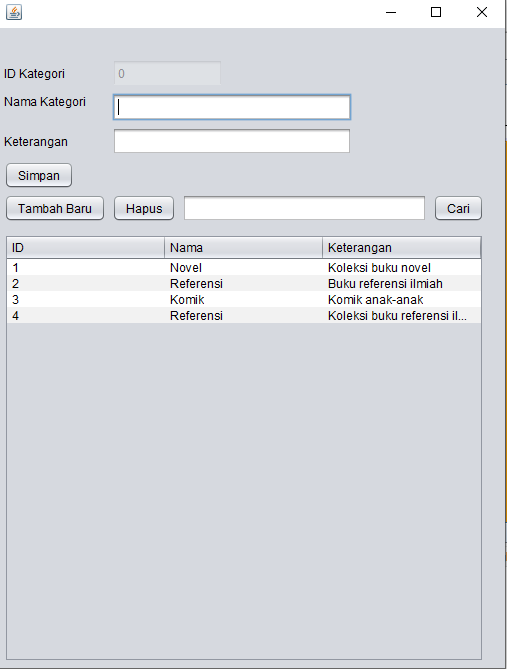 ID Kategori 0
Nama Kategori
Keterangan
Simpan
Tambah Baru Hapus Cari
ID Nama Keterangan
1 Novel Koleksi buku novel
2 Referensi Buku referensi ilmiah
3 Komik Komik anak-anak
4 Referensi Koleksi buku referensi il...